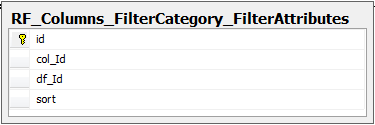 RF_Columns_FilterCategory_FilterAttributes
id
col_Id
df_Id
sort